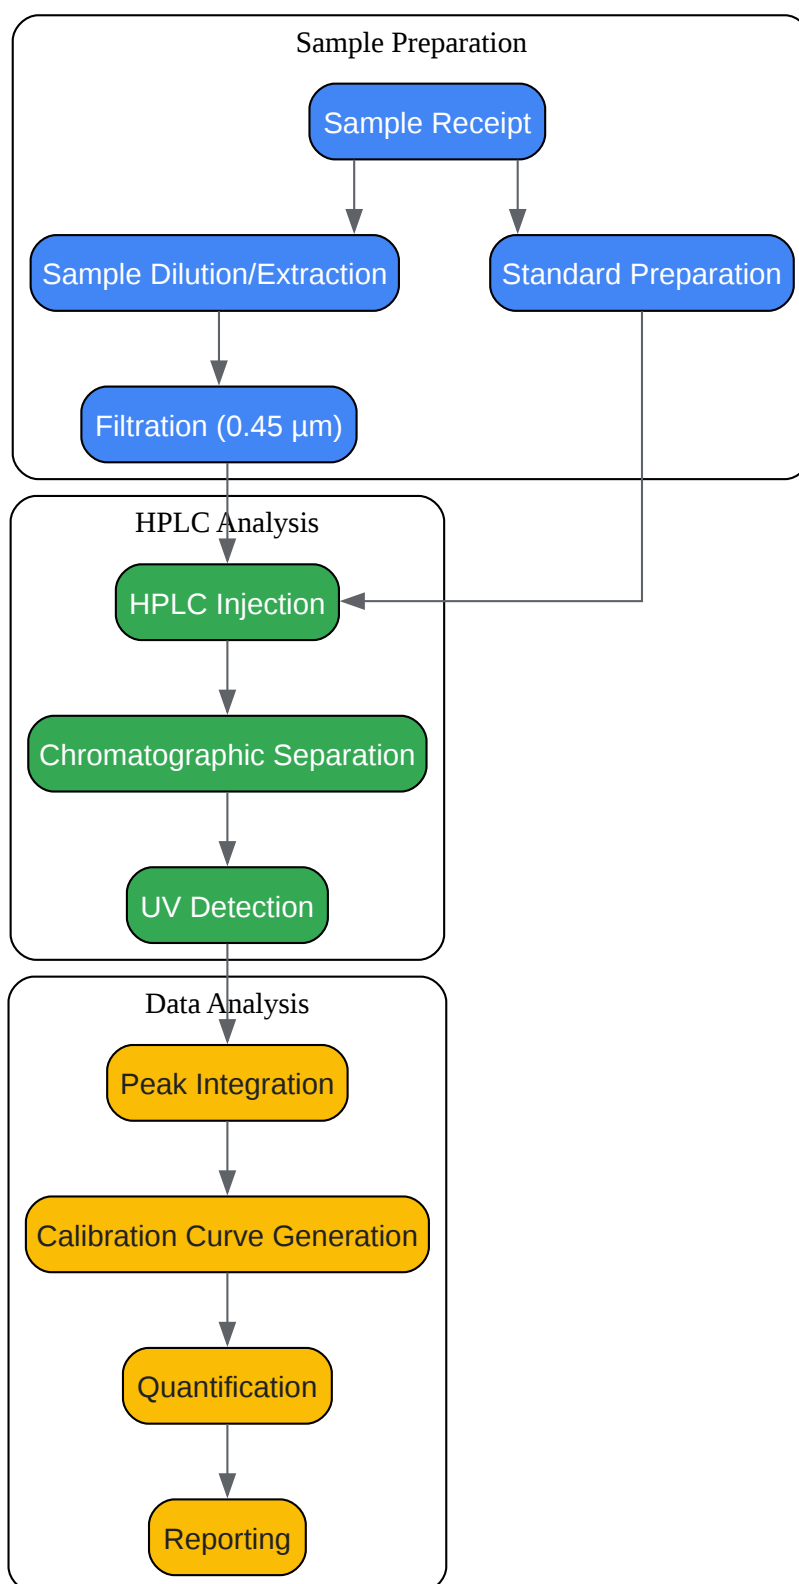 Sample Preparation
Sample Receipt
Sample Dilution/Extraction
Standard Preparation
Filtration (0.45 µm)
HPLC Analysis
HPLC Injection
Chromatographic Separation
UV Detection
Data Analysis
Peak Integration
Calibration Curve Generation
Quantification
Reporting